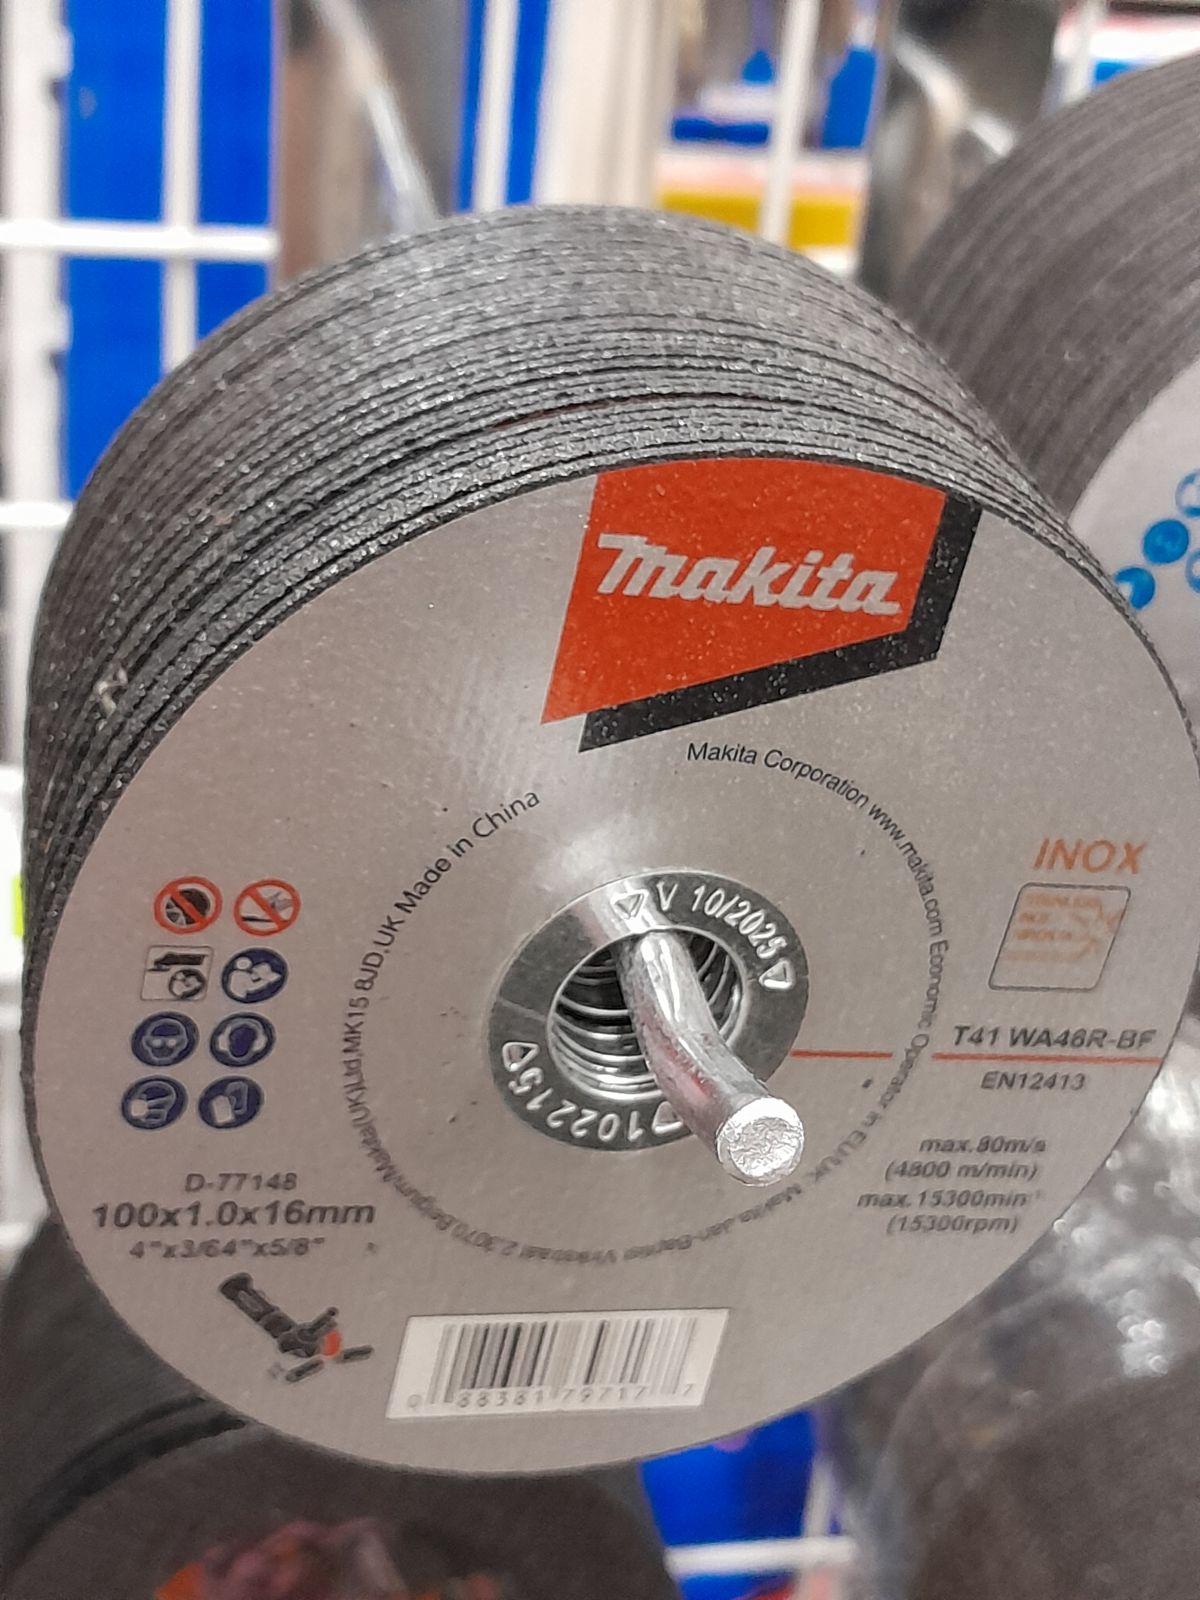 makita
Makita Corporation www.makita.com Economic Operator in EU/UK: Makita Jan-Baptist Vinkstraat 2,3070,Belgium/Makita(UK)Ltd,MK15 8JD,UK Made in China
V 10/2025
102215
INOX
T41 WA46R-BF
EN12413
max.80m/s
(4800 m/min)
max.15300min⁻¹
(15300rpm)
D-77148
100x1.0x16mm
4"x3/64"x5/8"
0 88381 79717 7